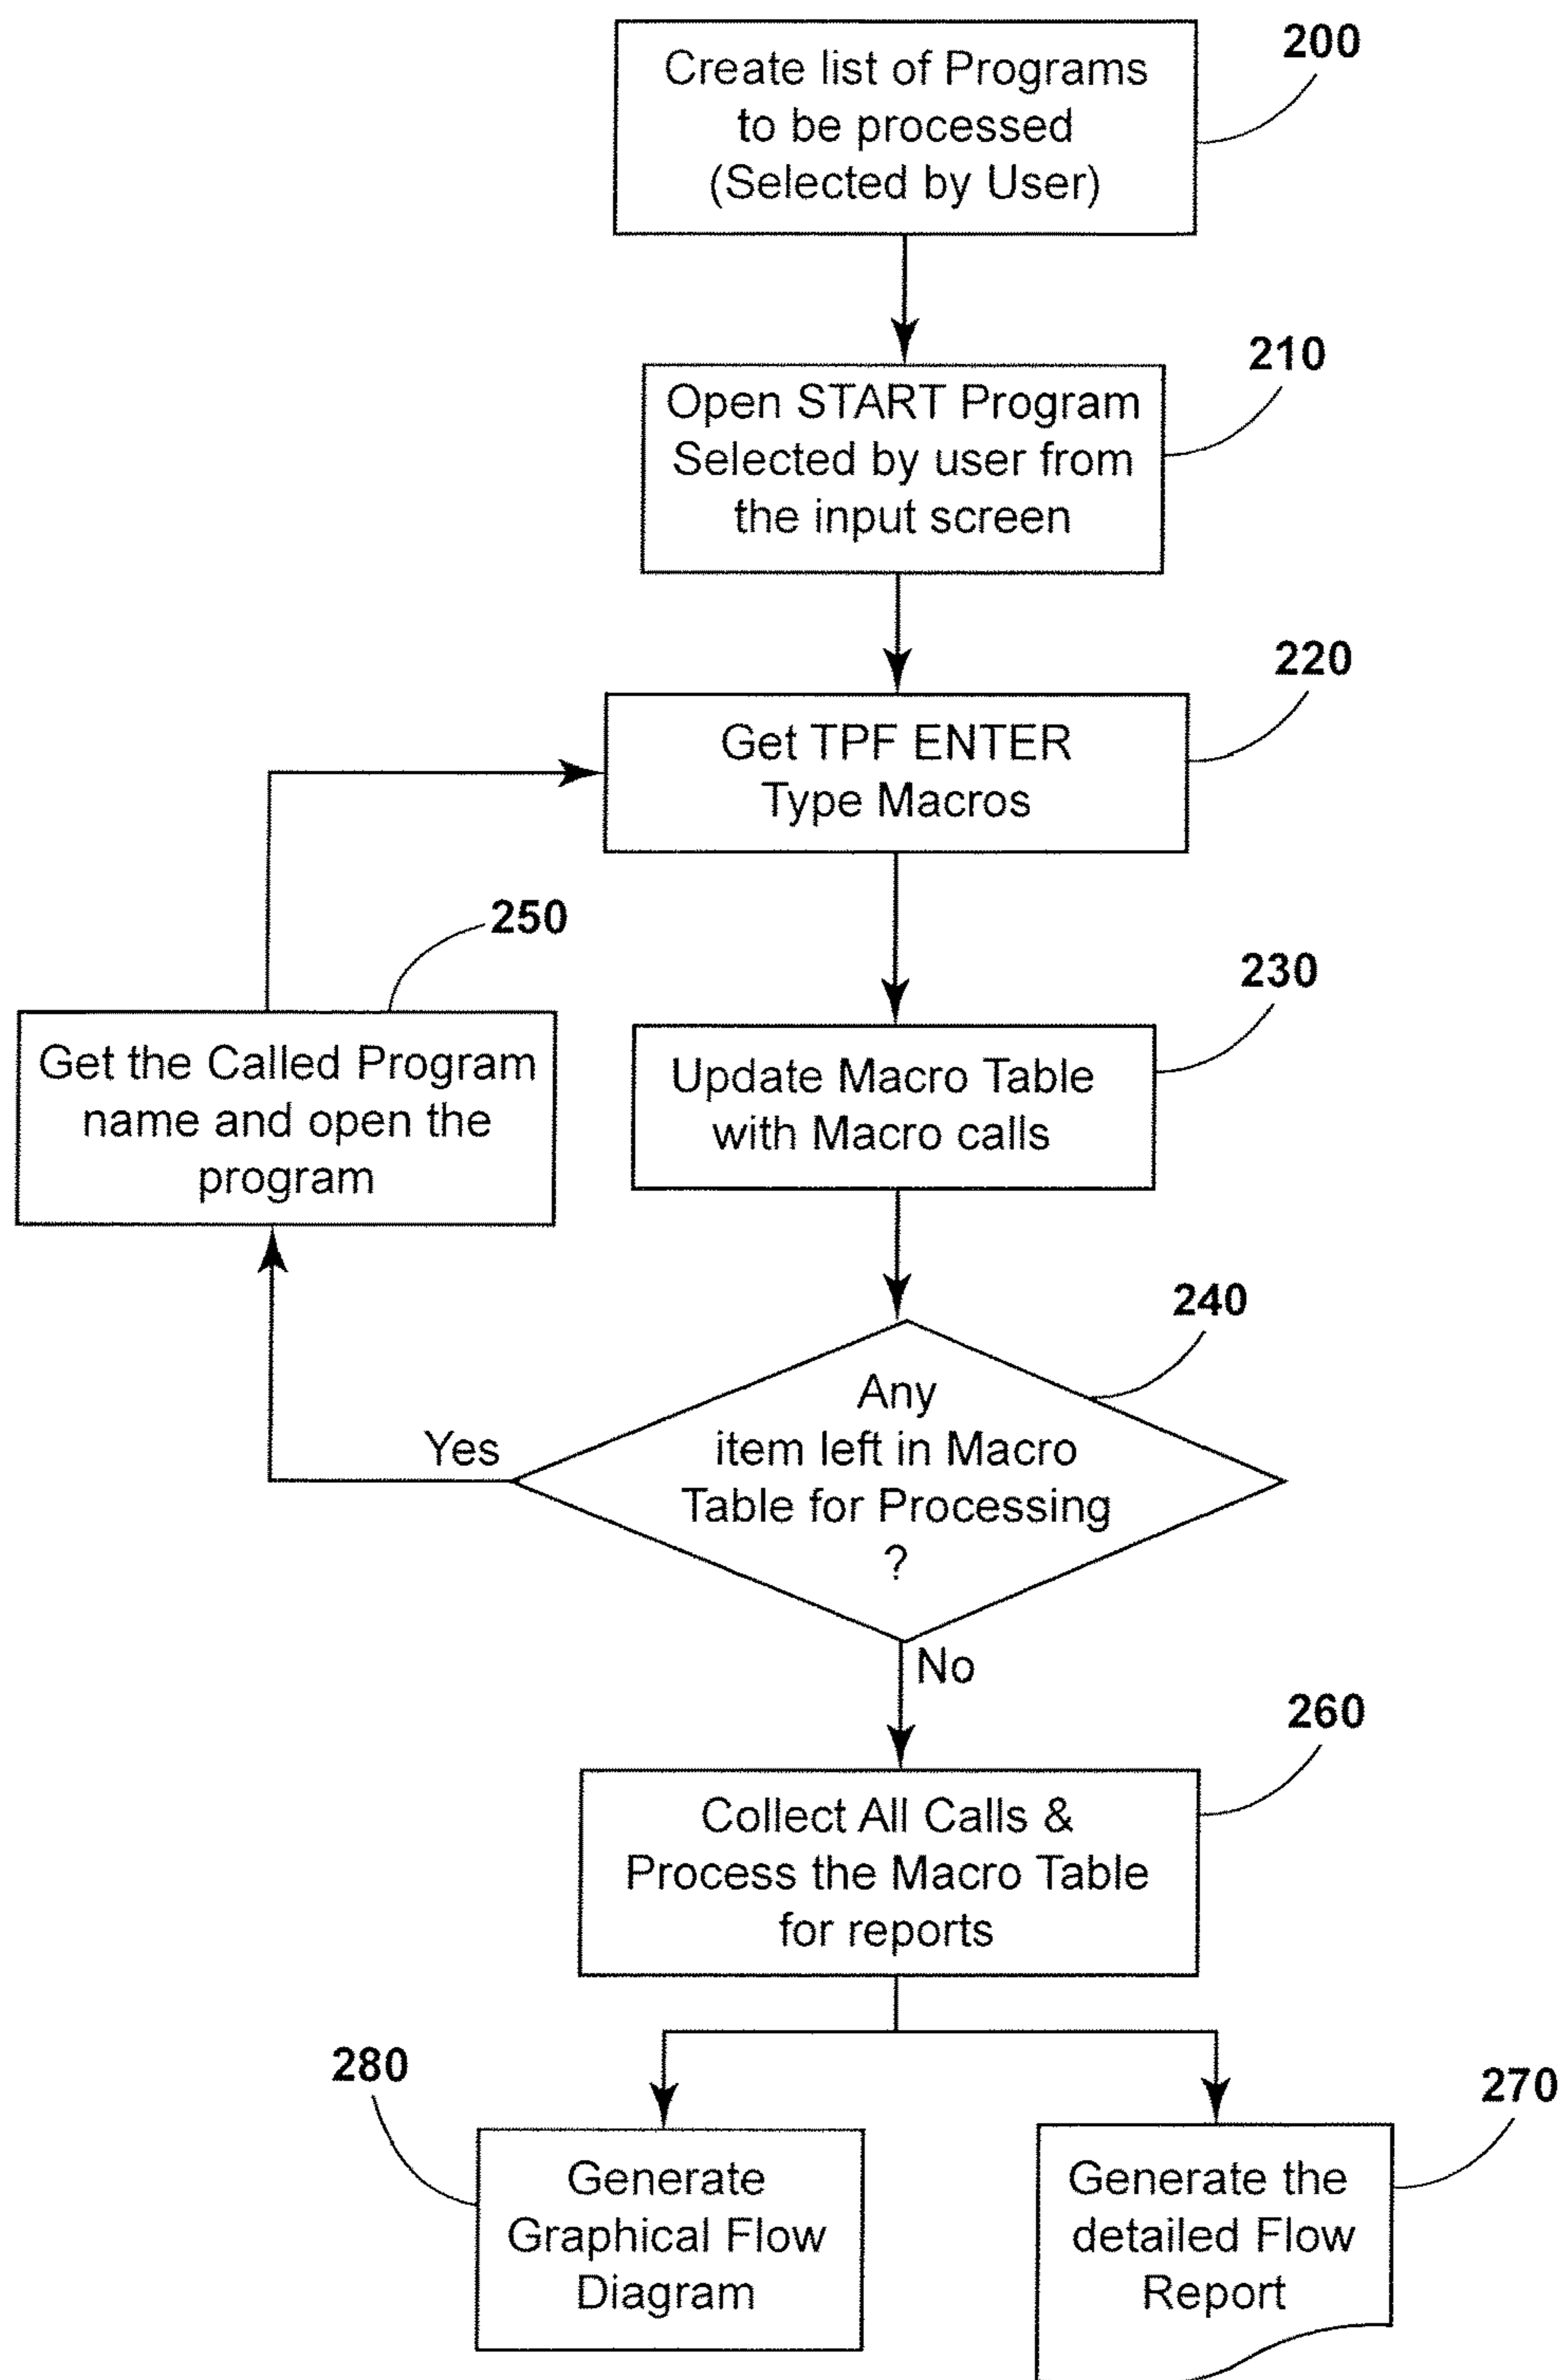 200
Create list of Programs
to be processed
(Selected by User)
210
Open START Program
Selected by user from
the input screen
220
Get TPF ENTER
Type Macros
250
Get the Called Program
name and open the
program
230
Update Macro Table
with Macro calls
240
Any
item left in Macro
Table for Processing
?
Yes
No
260
Collect All Calls &
Process the Macro Table
for reports
280
Generate
Graphical Flow
Diagram
270
Generate the
detailed Flow
Report